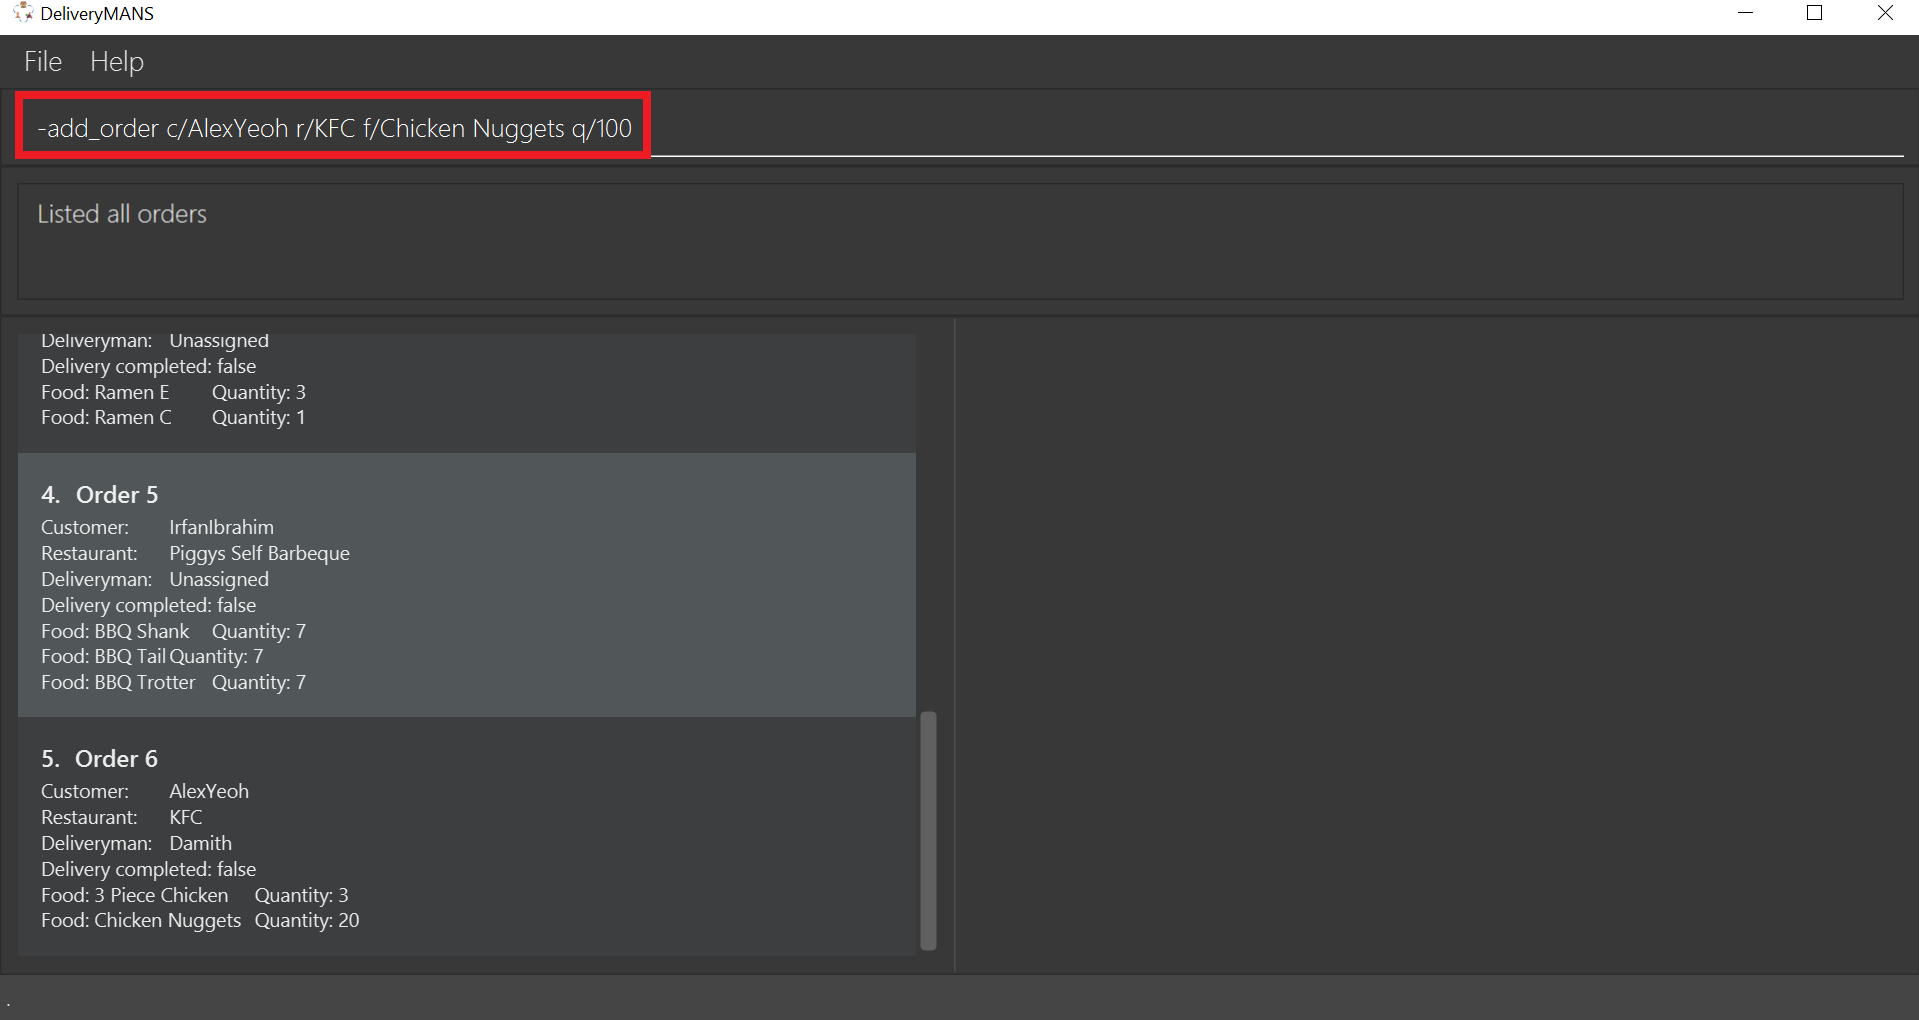 DeliveryMANS
File Help
-add_order c/AlexYeoh r/KFC f/Chicken Nuggets q/100
Listed all orders
Deliveryman: Unassigned
Delivery completed: false
Food: Ramen E Quantity: 3
Food: Ramen C Quantity: 1
4. Order 5
Customer: IrfanIbrahim
Restaurant: Piggys Self Barbeque
Deliveryman: Unassigned
Delivery completed: false
Food: BBQ Shank Quantity: 7
Food: BBQ Tail Quantity: 7
Food: BBQ Trotter Quantity: 7
5. Order 6
Customer: AlexYeoh
Restaurant: KFC
Deliveryman: Damith
Delivery completed: false
Food: 3 Piece Chicken Quantity: 3
Food: Chicken Nuggets Quantity: 20
.